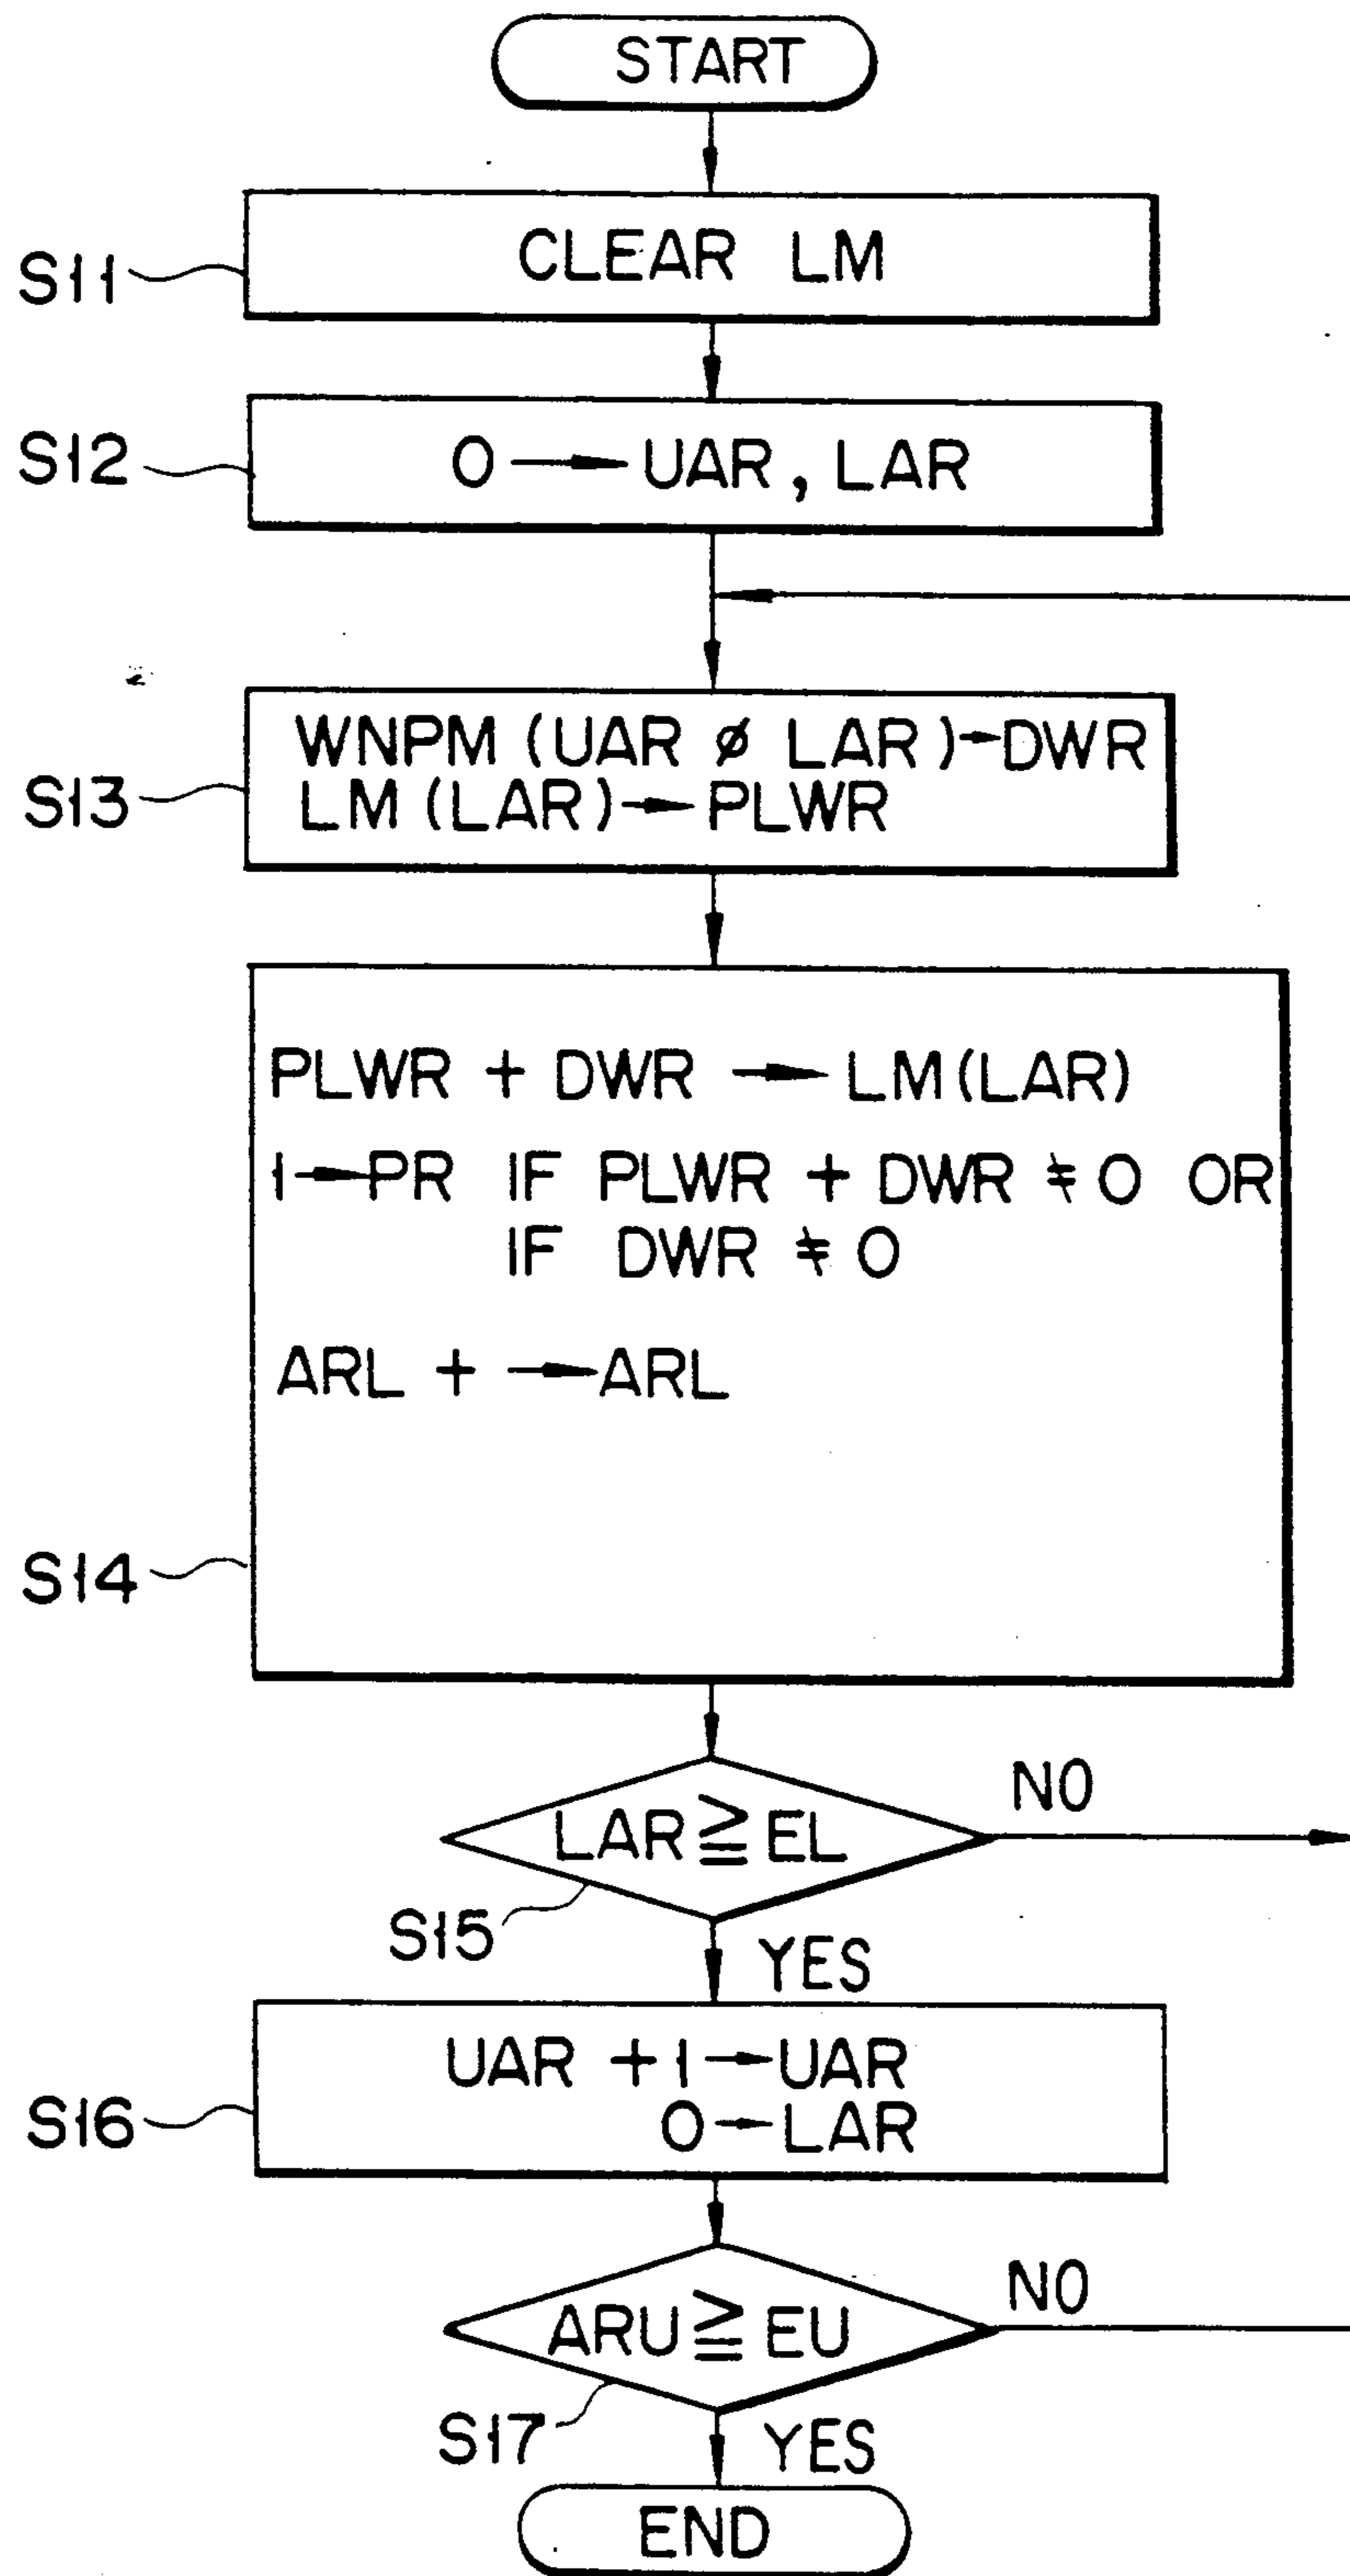 START
S11
CLEAR LM
S12
0 → UAR, LAR
S13
WNPM (UAR ø LAR) → DWR
LM (LAR) → PLWR
S14
PLWR + DWR → LM(LAR)
1 → PR IF PLWR + DWR ≠ 0 OR
IF DWR ≠ 0
ARL + → ARL
LAR ≧ EL
NO
S15
YES
S16
UAR + 1 → UAR
0 → LAR
ARU ≧ EU
NO
S17
YES
END